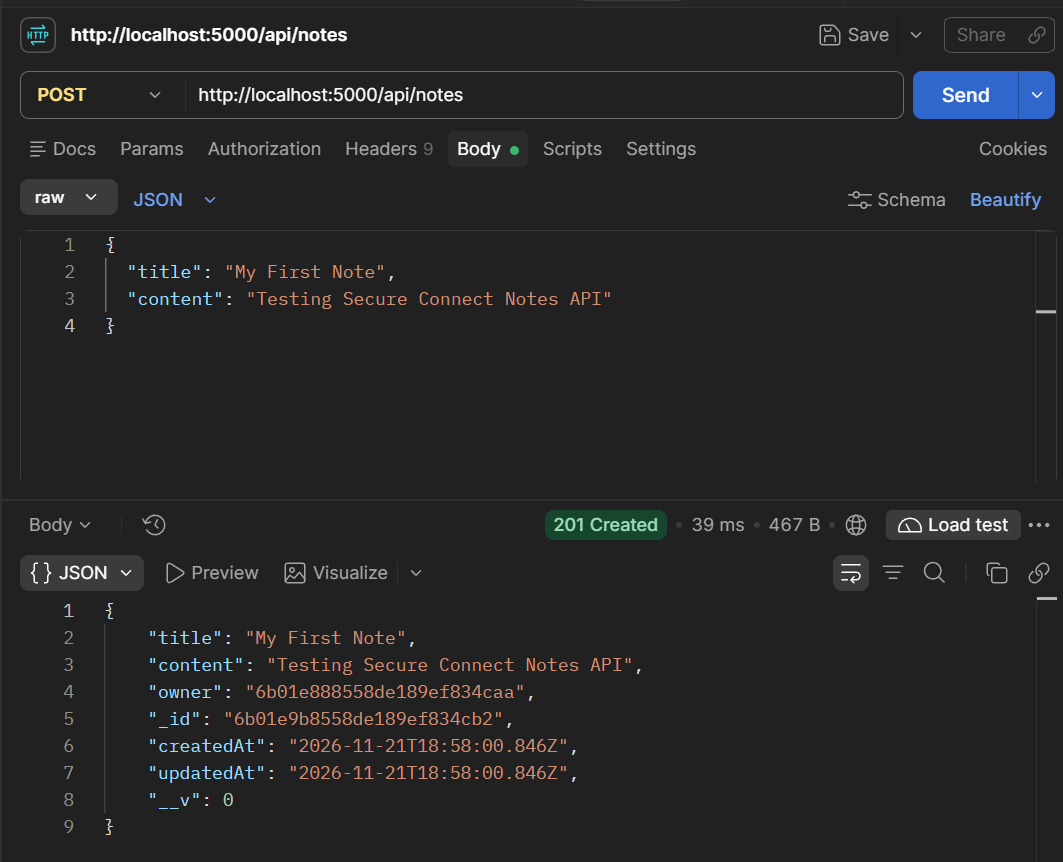 HTTP http://localhost:5000/api/notes Save Share
POST http://localhost:5000/api/notes Send
Docs Params Authorization Headers 9 Body Scripts Settings Cookies
raw JSON Schema Beautify
1 {
2 "title": "My First Note",
3 "content": "Testing Secure Connect Notes API"
4 }
Body 201 Created • 39 ms • 467 B • Load test
{} JSON Preview Visualize
1 {
2 "title": "My First Note",
3 "content": "Testing Secure Connect Notes API",
4 "owner": "6b01e888558de189ef834caa",
5 "_id": "6b01e9b8558de189ef834cb2",
6 "createdAt": "2026-11-21T18:58:00.846Z",
7 "updatedAt": "2026-11-21T18:58:00.846Z",
8 "__v": 0
9 }